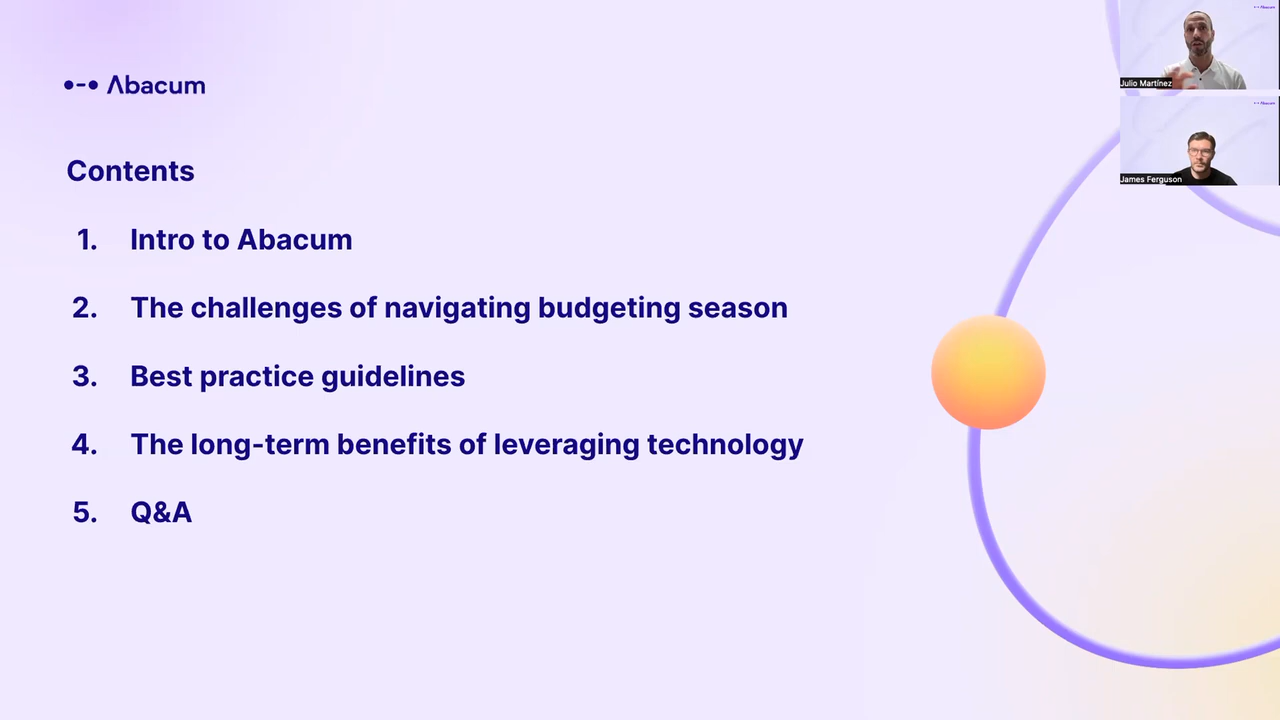 Abacum
Contents
1. Intro to Abacum
2. The challenges of navigating budgeting season
3. Best practice guidelines
4. The long-term benefits of leveraging technology
5. Q&A
Julio Martínez
James Ferguson